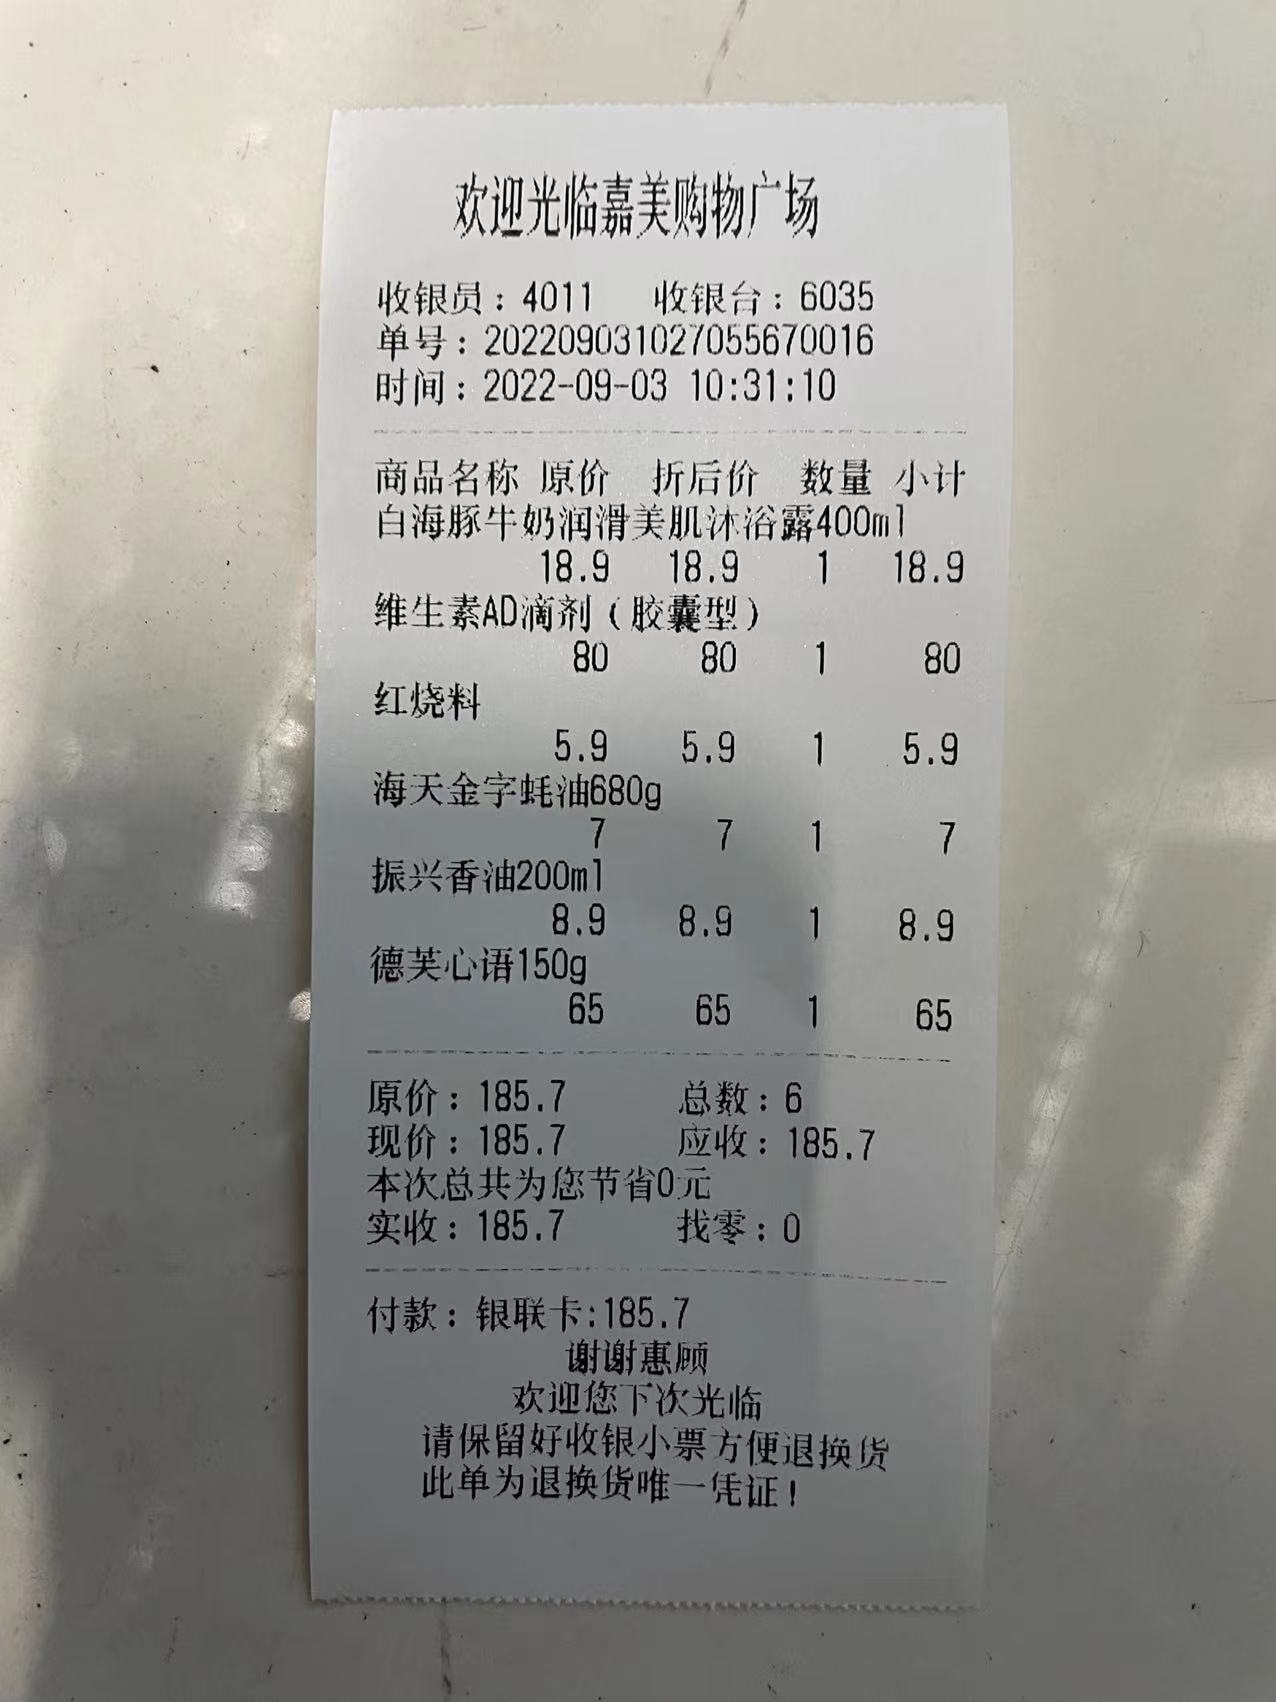 欢迎光临嘉美购物广场
收银员：4011 收银台：6035
单号：202209031027055670016
时间：2022-09-03 10:31:10
商品名称 原价 折后价 数量 小计
白海豚牛奶润滑美肌沐浴露400ml
18.9 18.9 1 18.9
维生素AD滴剂（胶囊型）
80 80 1 80
红烧料
5.9 5.9 1 5.9
海天金字蚝油680g
7 7 1 7
振兴香油200ml
8.9 8.9 1 8.9
德芙心语150g
65 65 1 65
原价：185.7 总数：6
现价：185.7 应收：185.7
本次总共为您节省0元
实收：185.7 找零：0
付款：银联卡:185.7
谢谢惠顾
欢迎您下次光临
请保留好收银小票方便退换货
此单为退换货唯一凭证！